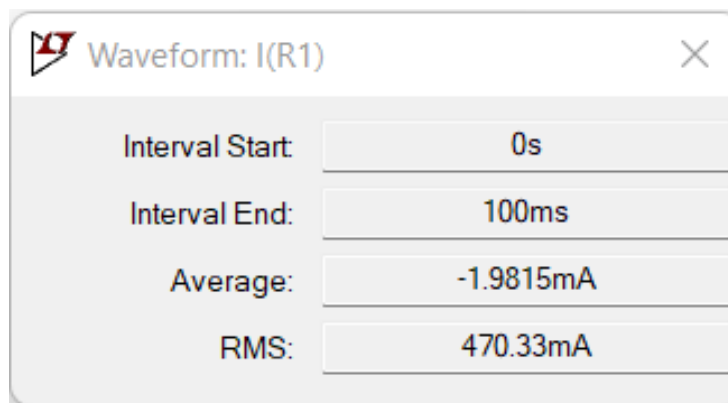 Waveform: I(R1)
Interval Start: 0s
Interval End: 100ms
Average: -1.9815mA
RMS: 470.33mA